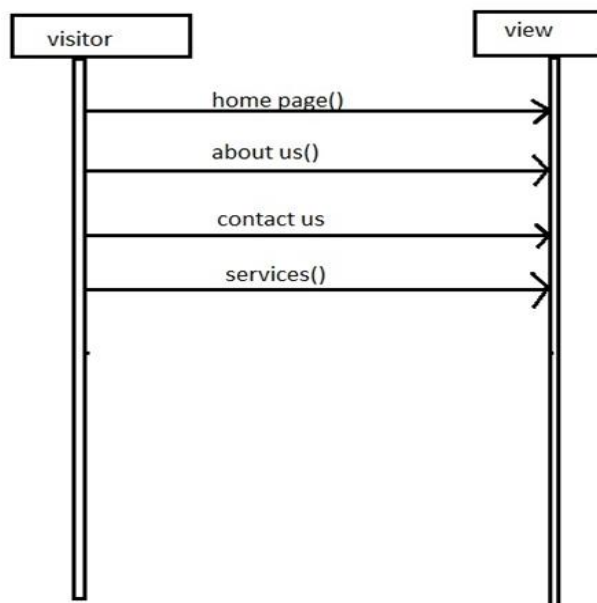 visitor
view
home page()
about us()
contact us
services()